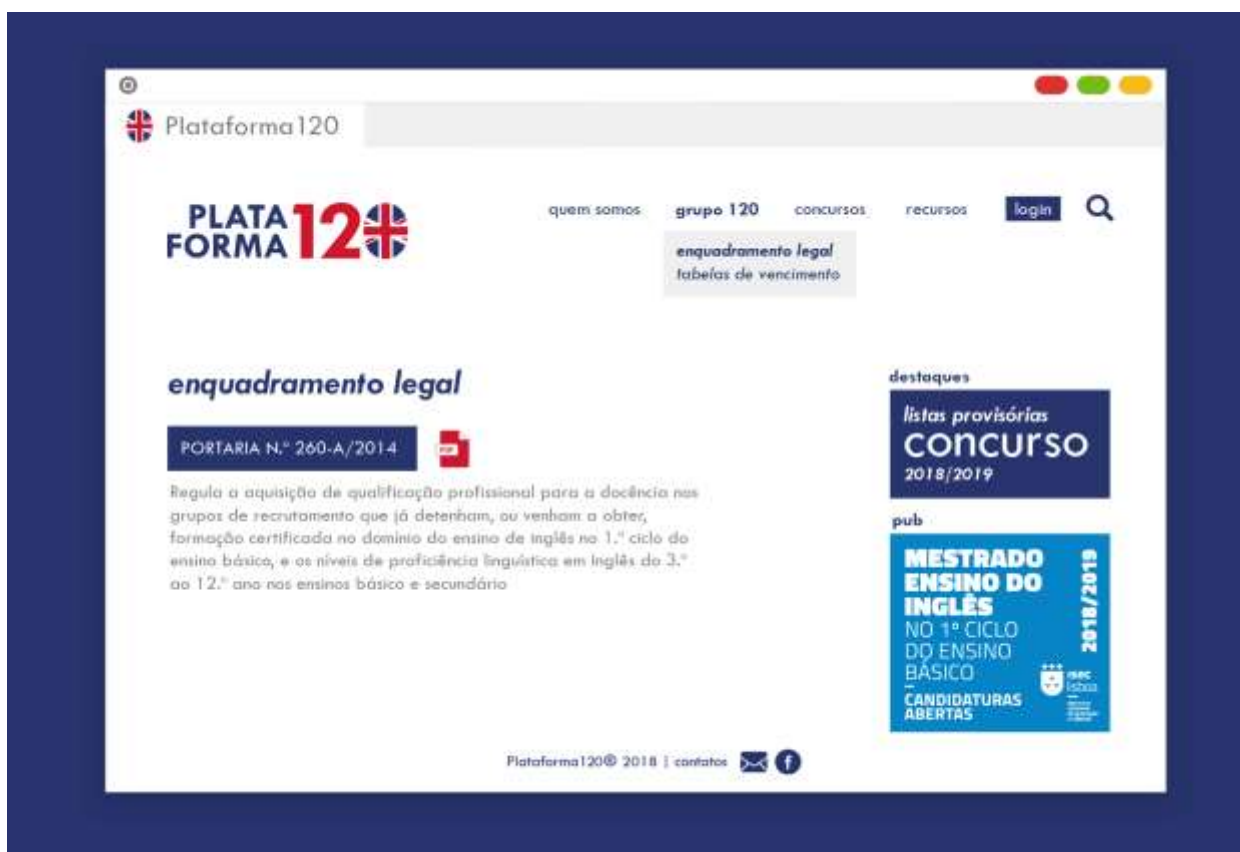 Plataforma120
PLATA
FORMA 120
quem somos grupo 120 concursos recursos login
enquadramento legal
tabelas de vencimento
enquadramento legal
PORTARIA N.º 260-A/2014
PDF
Regula a aquisição de qualificação profissional para a docência nos
grupos de recrutamento que já detenham, ou venham a obter,
formação certificada no domínio do ensino de inglês no 1.º ciclo do
ensino básico, e os níveis de proficiência linguística em Inglês do 3.º
ao 12.º ano nos ensinos básico e secundário
destaques
listas provisórias
concurso
2018/2019
pub
MESTRADO
ENSINO DO
INGLÊS
NO 1º CICLO
DO ENSINO
BÁSICO
CANDIDATURAS
ABERTAS
2018/2019
isec
lisboa
Plataforma120® 2018 | contatos